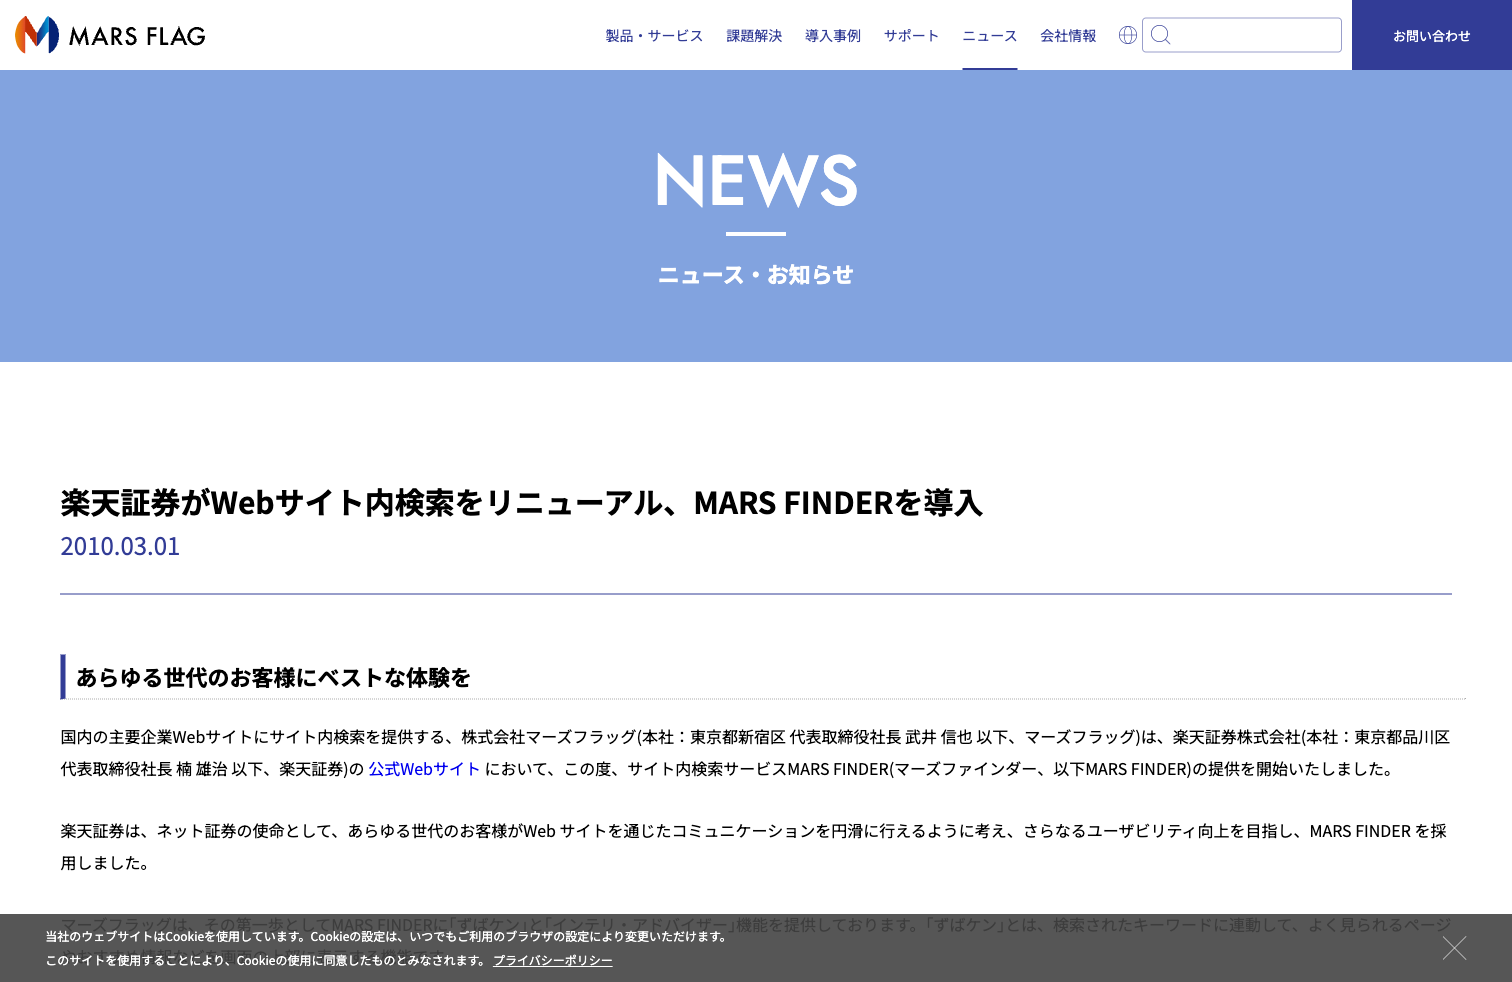 MARS FLAG
製品・サービス 課題解決 導入事例 サポート ニュース 会社情報 お問い合わせ
NEWS
ニュース・お知らせ
楽天証券がWebサイト内検索をリニューアル、MARS FINDERを導入
2010.03.01
あらゆる世代のお客様にベストな体験を
国内の主要企業Webサイトにサイト内検索を提供する、株式会社マーズフラッグ(本社：東京都新宿区 代表取締役社長 武井 信也 以下、マーズフラッグ)は、楽天証券株式会社(本社：東京都品川区
代表取締役社長 楠 雄治 以下、楽天証券)の 公式Webサイト において、この度、サイト内検索サービスMARS FINDER(マーズファインダー、以下MARS FINDER)の提供を開始いたしました。
楽天証券は、ネット証券の使命として、あらゆる世代のお客様がWeb サイトを通じたコミュニケーションを円滑に行えるように考え、さらなるユーザビリティ向上を目指し、MARS FINDER を採
用しました。
マーズフラッグは、その第一歩としてMARS FINDERに「ずばケン」と「インテリ・アドバイザー」機能を提供しております。「ずばケン」とは、検索されたキーワードに連動して、よく見られるページ
当社のウェブサイトはCookieを使用しています。Cookieの設定は、いつでもご利用のブラウザの設定により変更いただけます。
このサイトを使用することにより、Cookieの使用に同意したものとみなされます。 プライバシーポリシー